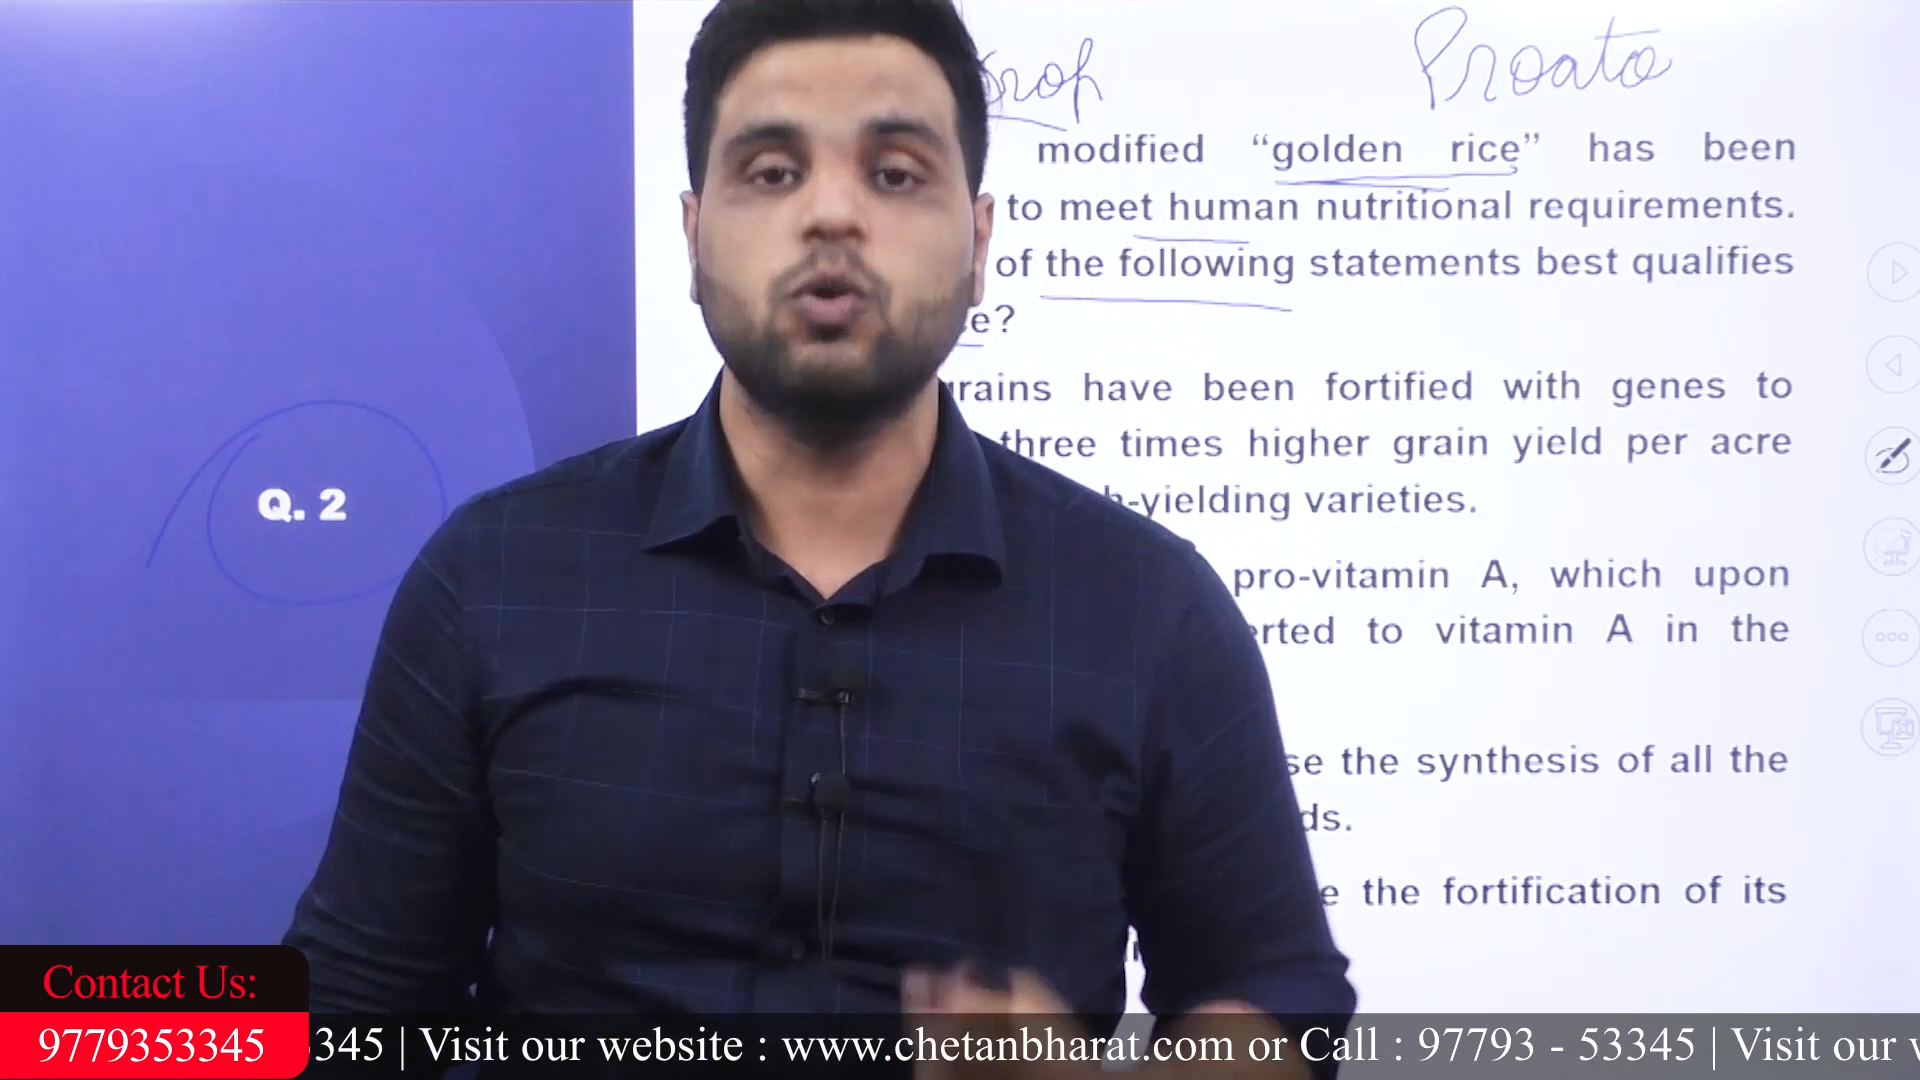 Proato
modified “golden rice” has been
to meet human nutritional requirements.
of the following statements best qualifies
e?
grains have been fortified with genes to
three times higher grain yield per acre
-yielding varieties.
Q. 2
pro-vitamin A, which upon
rted to vitamin A in the
se the synthesis of all the
ds.
e the fortification of its
Contact Us:
9779353345
345 | Visit our website : www.chetanbharat.com or Call : 97793 - 53345 | Visit our